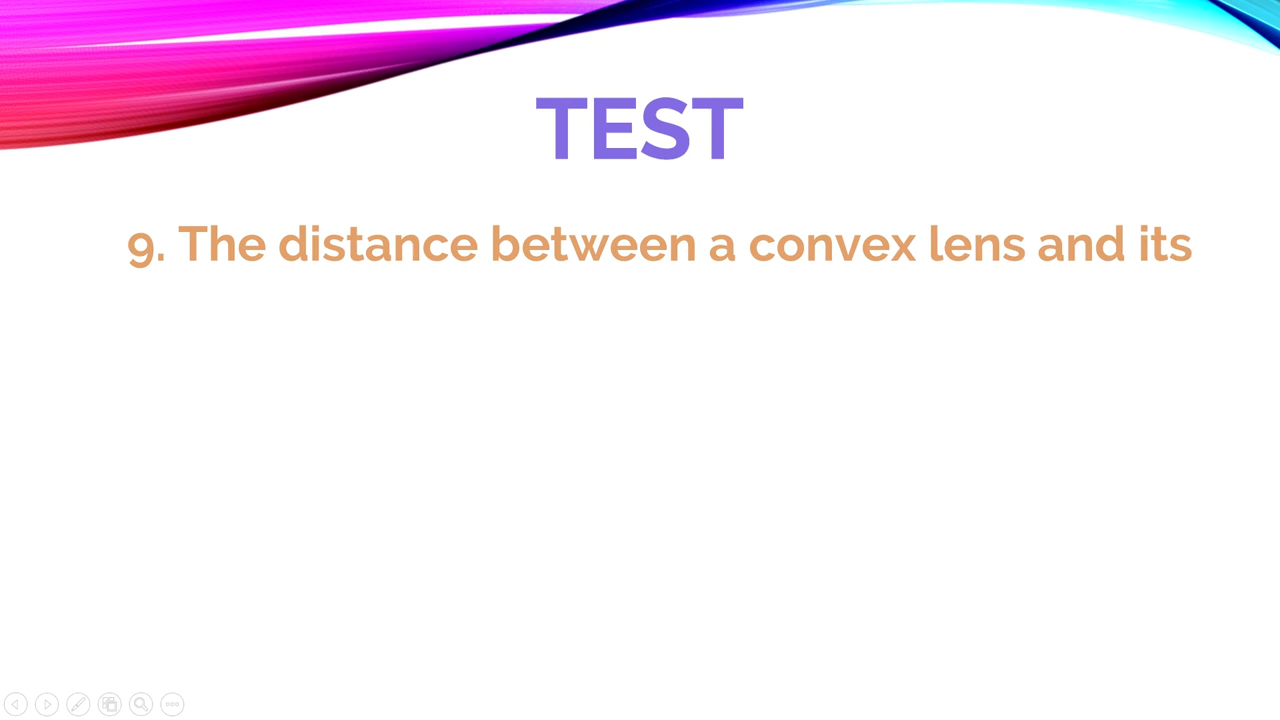 TEST
9. The distance between a convex lens and its